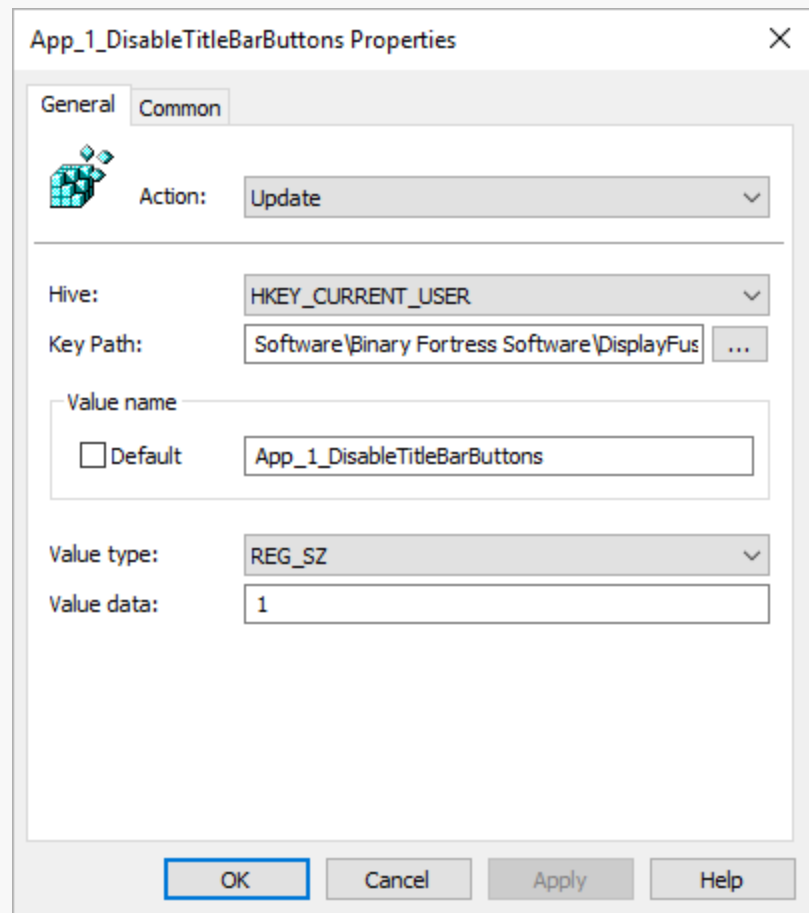 App_1_DisableTitleBarButtons Properties
General
Common
Action:
Update
Hive:
HKEY_CURRENT_USER
Key Path:
Software\Binary Fortress Software\DisplayFus
...
Value name
Default
App_1_DisableTitleBarButtons
Value type:
REG_SZ
Value data:
1
OK
Cancel
Apply
Help